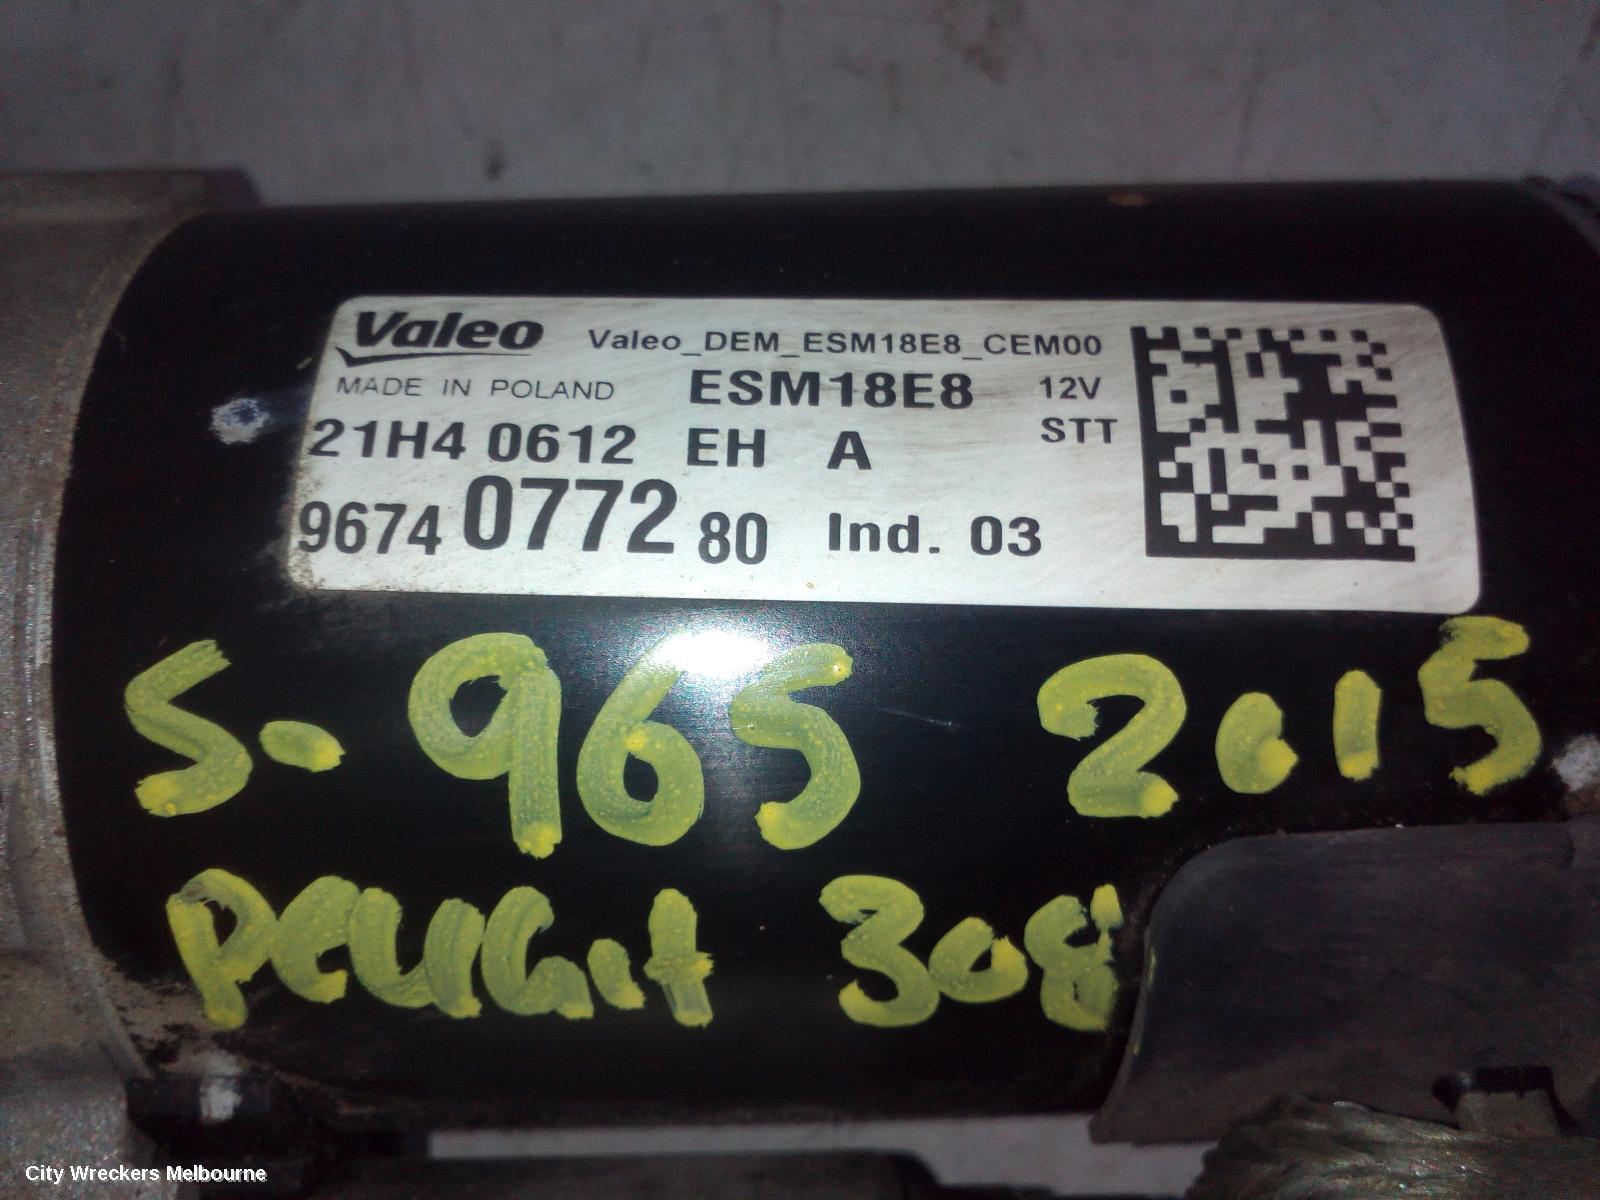 Valeo Valeo_DEM_ESM18E8_CEM00
MADE IN POLAND ESM18E8 12V
21H4 0612 EH A STT
9674 0772 80 Ind. 03
S-965 2015
PEUGIt 308
City Wreckers Melbourne